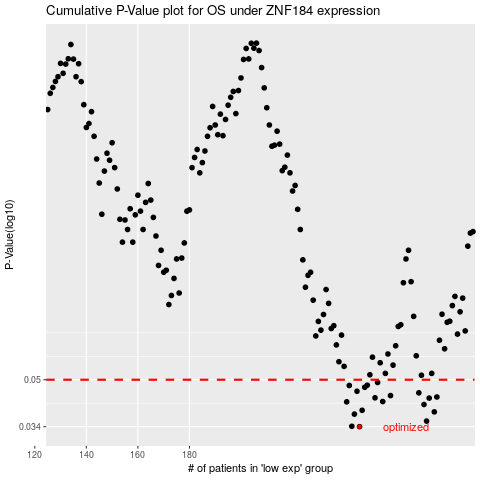 Cumulative P-Value plot for OS under ZNF184 expression
P-Value(log10)
0.05
0.034
optimized
120 140 160 180
# of patients in 'low exp' group